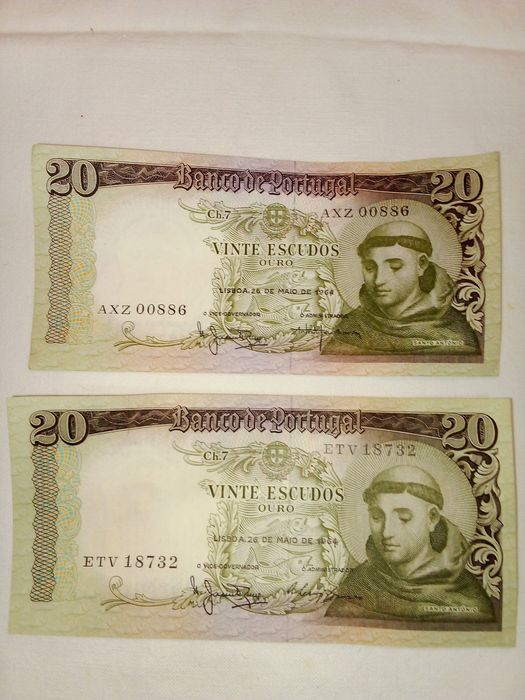 20 Banco de Portugal 20
Ch. 7 AXZ 00886
VINTE ESCUDOS
OURO
LISBOA, 26 DE MAIO DE 1964
AXZ 00886
O VICE-GOVERNADOR O ADMINISTRADOR
SANTO ANTÓNIO
20 Banco de Portugal 20
Ch. 7 ETV 18732
VINTE ESCUDOS
OURO
LISBOA, 26 DE MAIO DE 1964
ETV 18732
O VICE-GOVERNADOR O ADMINISTRADOR
SANTO ANTÓNIO